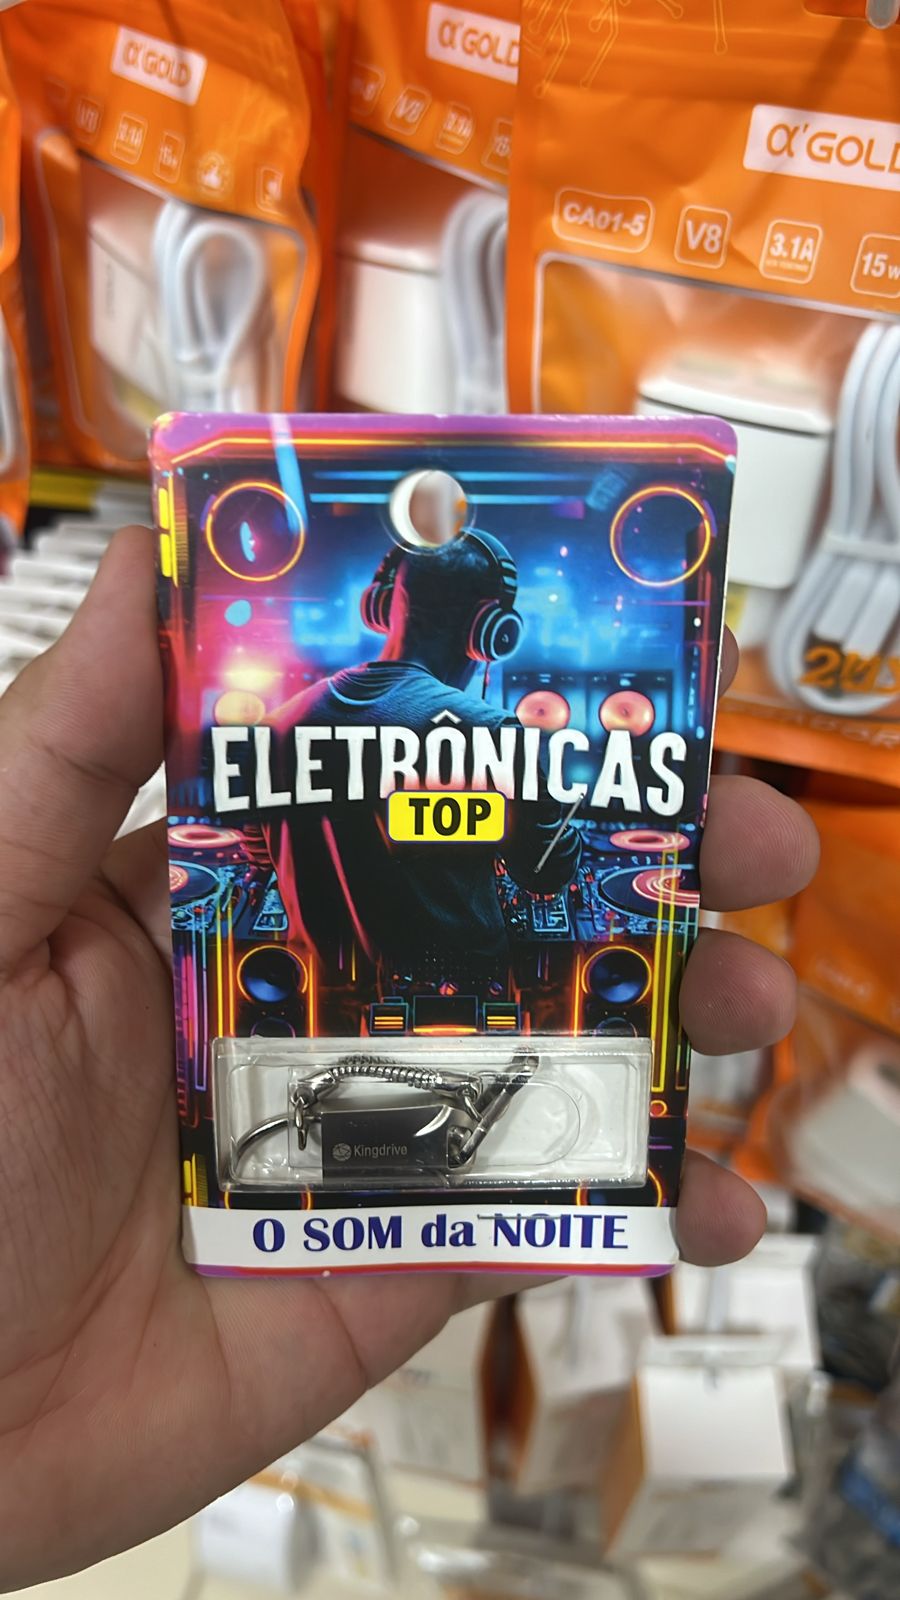 α'GOLD
α'GOLD
α'GOLD
CA01-5
V8
3.1A
15w
ELETRÔNICAS
TOP
Kingdrive
O SOM da NOITE